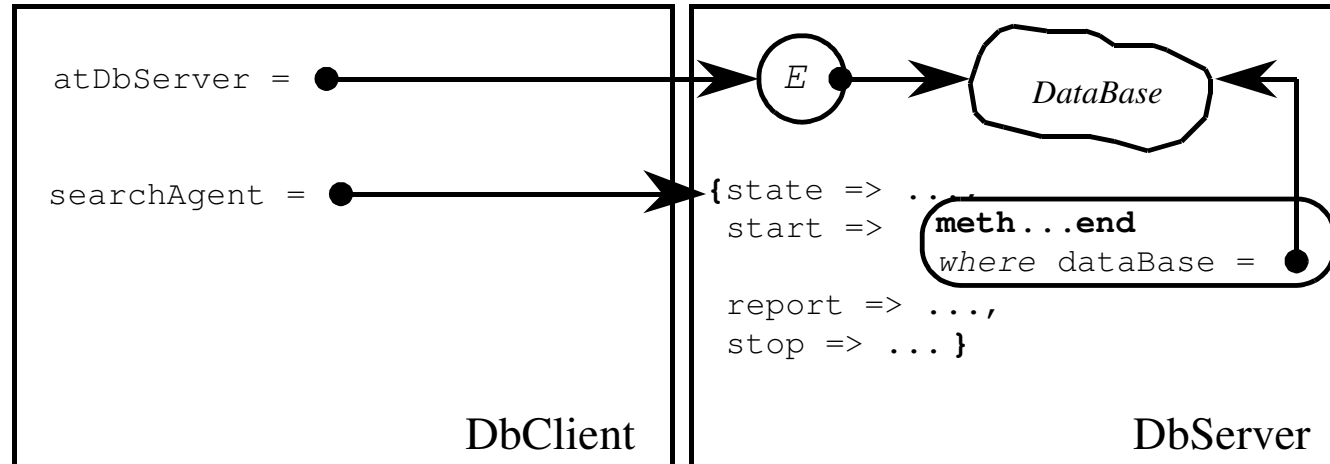 atDbServer =
E
DataBase
searchAgent =
{state => ...,
start => meth...end
where dataBase =
report => ...,
stop => ... }
DbClient
DbServer